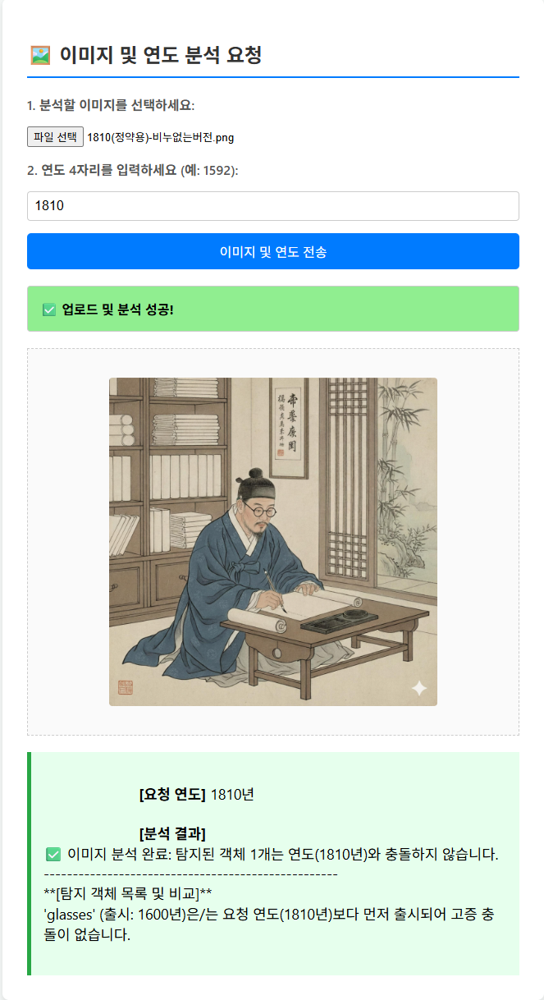 이미지 및 연도 분석 요청
1. 분석할 이미지를 선택하세요:
파일 선택 1810(정약용)-비누없는버전.png
2. 연도 4자리를 입력하세요 (예: 1592):
1810
이미지 및 연도 전송
업로드 및 분석 성공!
[요청 연도] 1810년
[분석 결과]
이미지 분석 완료: 탐지된 객체 1개는 연도(1810년)와 충돌하지 않습니다.
---------------------------------------------------
**[탐지 객체 목록 및 비교]**
'glasses' (출시: 1600년)은/는 요청 연도(1810년)보다 먼저 출시되어 고증 충
돌이 없습니다.